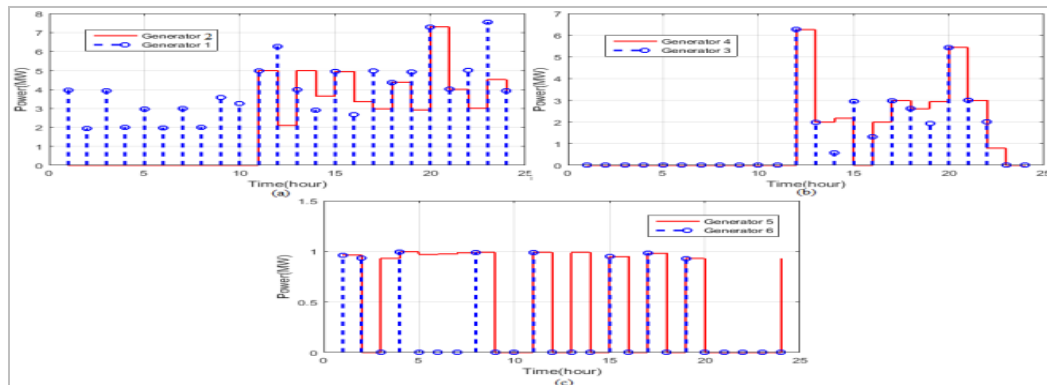 8
7
6
5
4
3
2
1
0
Power(MW)
Generator 2
Generator 1
0 5 10 15 20 25
Time(hour)
(a)
7
6
5
4
3
2
1
0
Power(MW)
Generator 4
Generator 3
0 5 10 15 20 25
Time(hour)
(b)
1.5
1
0.5
0
Power(MW)
Generator 5
Generator 6
0 5 10 15 20 25
Time(hour)
(c)